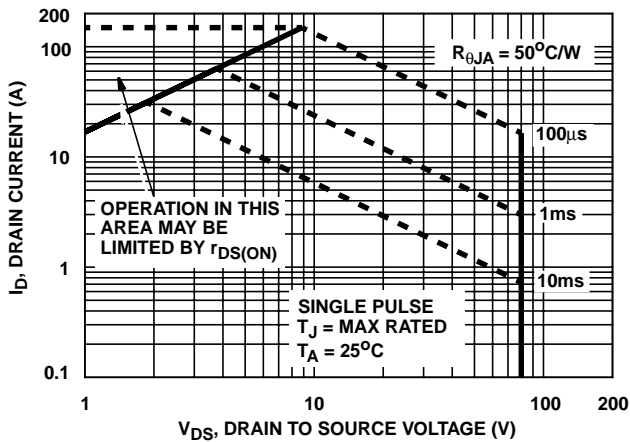 200
100
10
1
0.1
I_D, DRAIN CURRENT (A)
R_θJA = 50°C/W
100μs
1ms
10ms
OPERATION IN THIS
AREA MAY BE
LIMITED BY r_DS(ON)
SINGLE PULSE
T_J = MAX RATED
T_A = 25°C
1 10 100 200
V_DS, DRAIN TO SOURCE VOLTAGE (V)